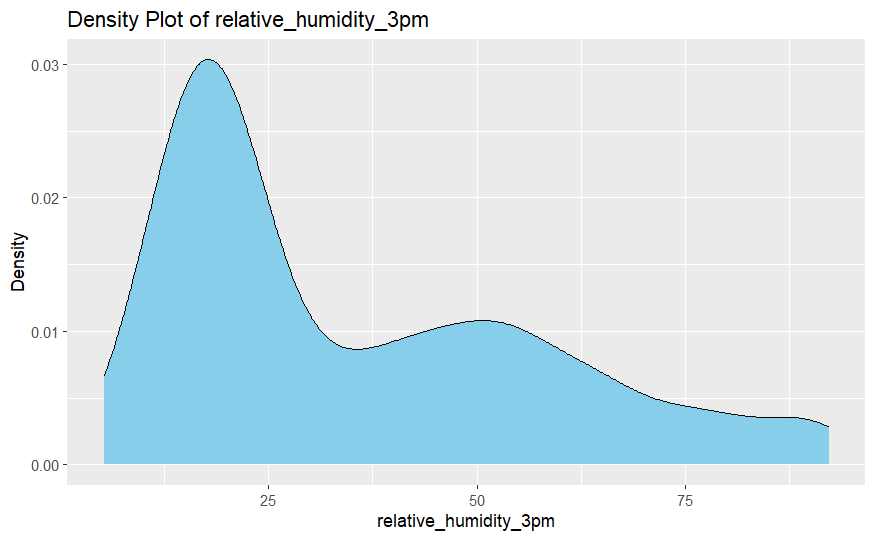 Density Plot of relative_humidity_3pm
0.03
0.02
0.01
0.00
Density
25 50 75
relative_humidity_3pm